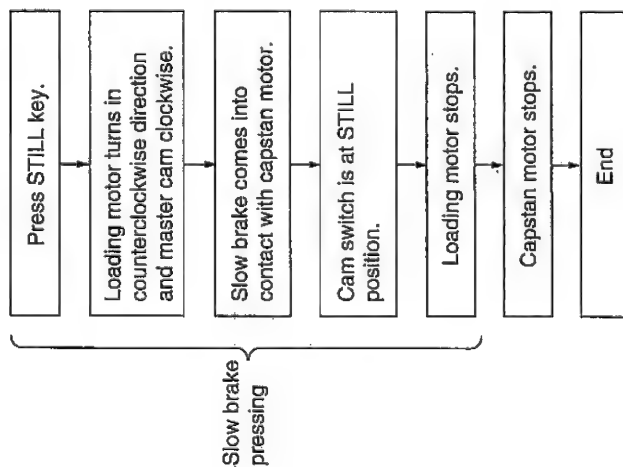 Press STILL key.
Loading motor turns in
counterclockwise direction
and master cam clockwise.
Slow brake comes into
contact with capstan motor.
Cam switch is at STILL
position.
Loading motor stops.
Capstan motor stops.
End
Slow brake
pressing